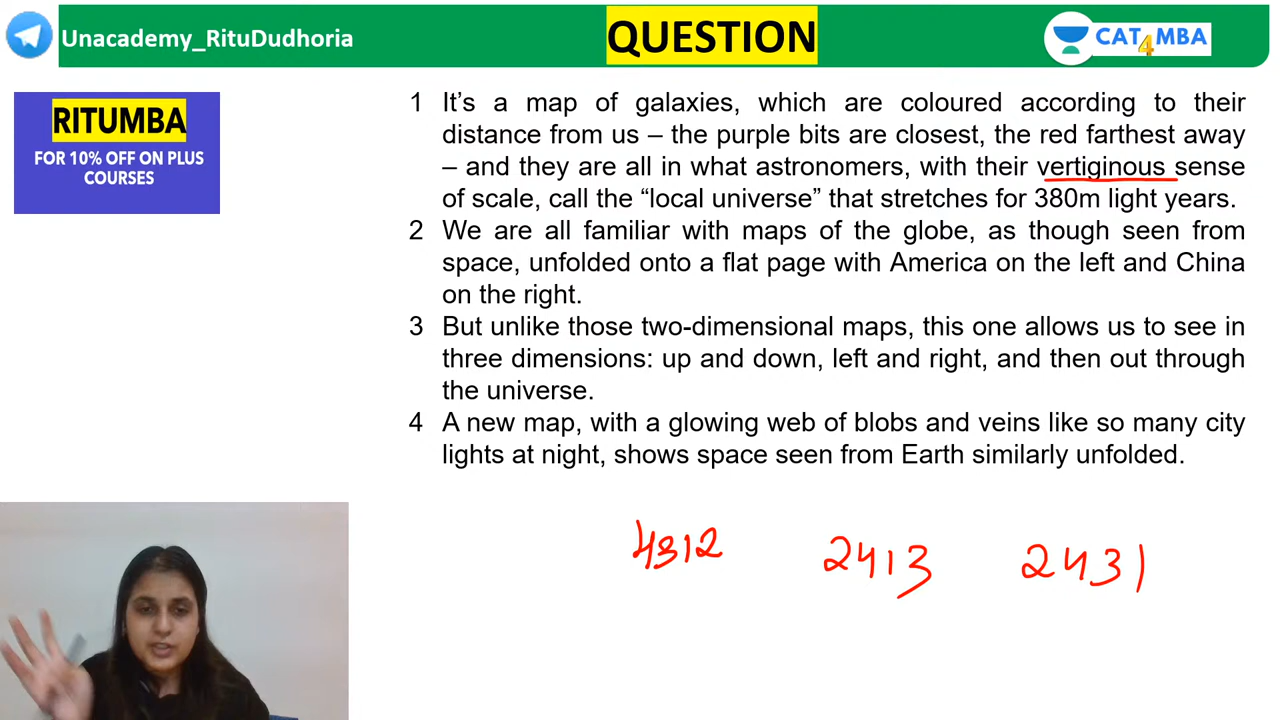 Unacademy_RituDudhoria
QUESTION
CAT4MBA
RITUMBA
FOR 10% OFF ON PLUS
COURSES
1 It’s a map of galaxies, which are coloured according to their
distance from us – the purple bits are closest, the red farthest away
– and they are all in what astronomers, with their vertiginous sense
of scale, call the “local universe” that stretches for 380m light years.
2 We are all familiar with maps of the globe, as though seen from
space, unfolded onto a flat page with America on the left and China
on the right.
3 But unlike those two-dimensional maps, this one allows us to see in
three dimensions: up and down, left and right, and then out through
the universe.
4 A new map, with a glowing web of blobs and veins like so many city
lights at night, shows space seen from Earth similarly unfolded.
4312 2413 2431